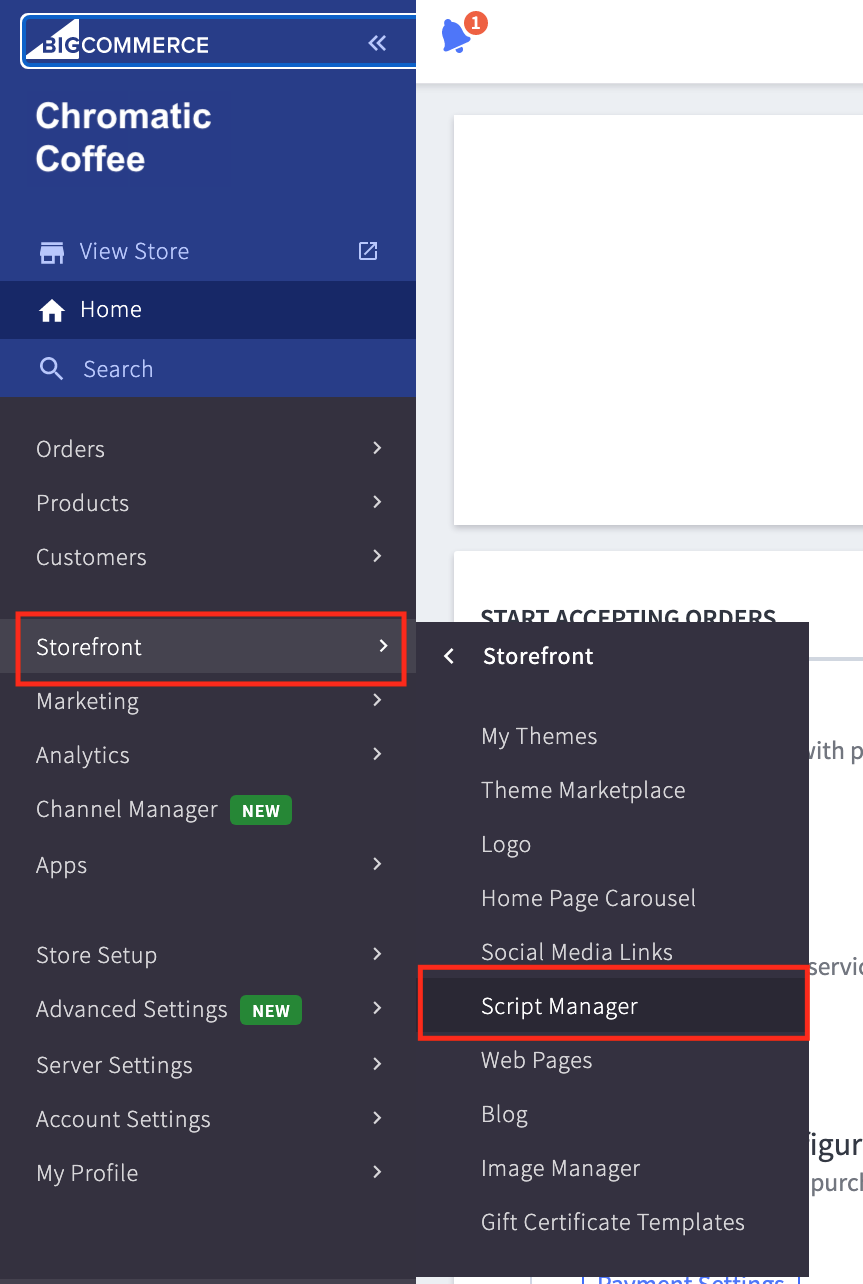 BIGCOMMERCE
1
Chromatic
Coffee
View Store
Home
Search
Orders
Products
Customers
Storefront
Marketing
Analytics
Channel Manager NEW
Apps
Store Setup
Advanced Settings NEW
Server Settings
Account Settings
My Profile
START ACCEPTING ORDERS
Storefront
My Themes
Theme Marketplace
Logo
Home Page Carousel
Social Media Links
Script Manager
Web Pages
Blog
Image Manager
Gift Certificate Templates
with p
servic
figur
purch
Payment Settings